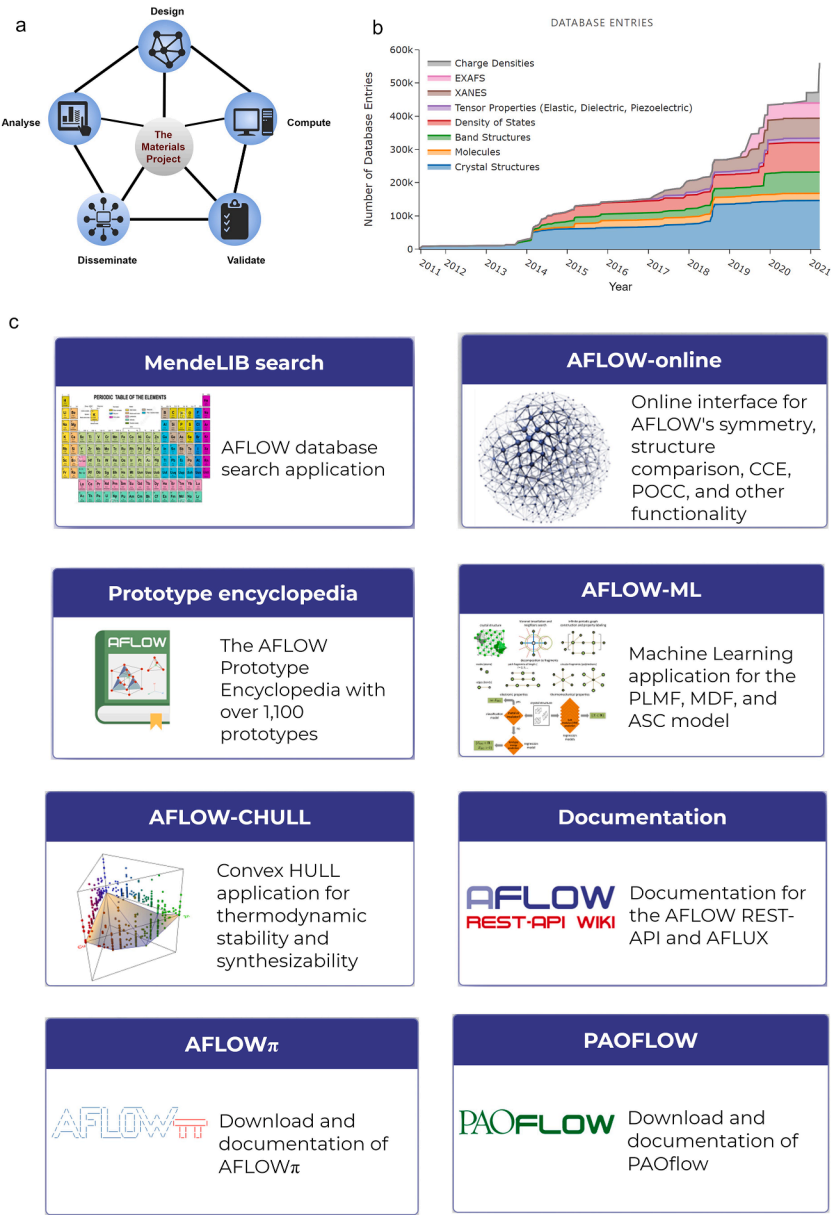 a
Design
Analyse
The
Materials
Project
Compute
Disseminate
Validate
b
DATABASE ENTRIES
Number of Database Entries
600k
500k
400k
300k
200k
100k
0
Charge Densities
EXAFS
XANES
Tensor Properties (Elastic, Dielectric, Piezoelectric)
Density of States
Band Structures
Molecules
Crystal Structures
2011
2012
2013
2014
2015
2016
2017
2018
2019
2020
2021
Year
c
MendeLIB search
PERIODIC TABLE OF THE ELEMENTS
AFLOW database
search application
AFLOW-online
Online interface for
AFLOW's symmetry,
structure
comparison, CCE,
POCC, and other
functionality
Prototype encyclopedia
AFLOW
The AFLOW
Prototype
Encyclopedia with
over 1,100
prototypes
AFLOW-ML
Machine Learning
application for the
PLMF, MDF, and
ASC model
AFLOW-CHULL
Convex HULL
application for
thermodynamic
stability and
synthesizability
Documentation
AFLOW
REST-API WIKI
Documentation for
the AFLOW REST-
API and AFLUX
AFLOWπ
AFLOWπ
Download and
documentation of
AFLOWπ
PAOFLOW
PAOFLOW
Download and
documentation of
PAOflow